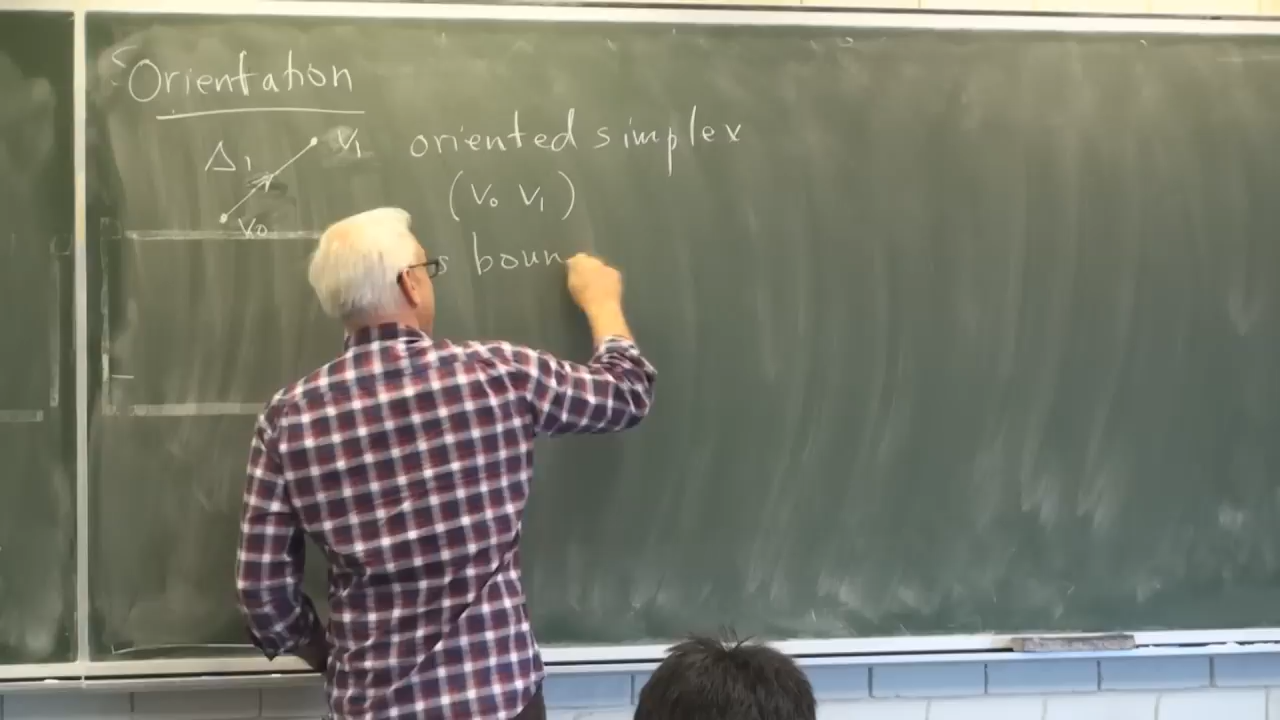 Orientation
Δ1 V1
V0
oriented simplex
(V0 V1)
s boun